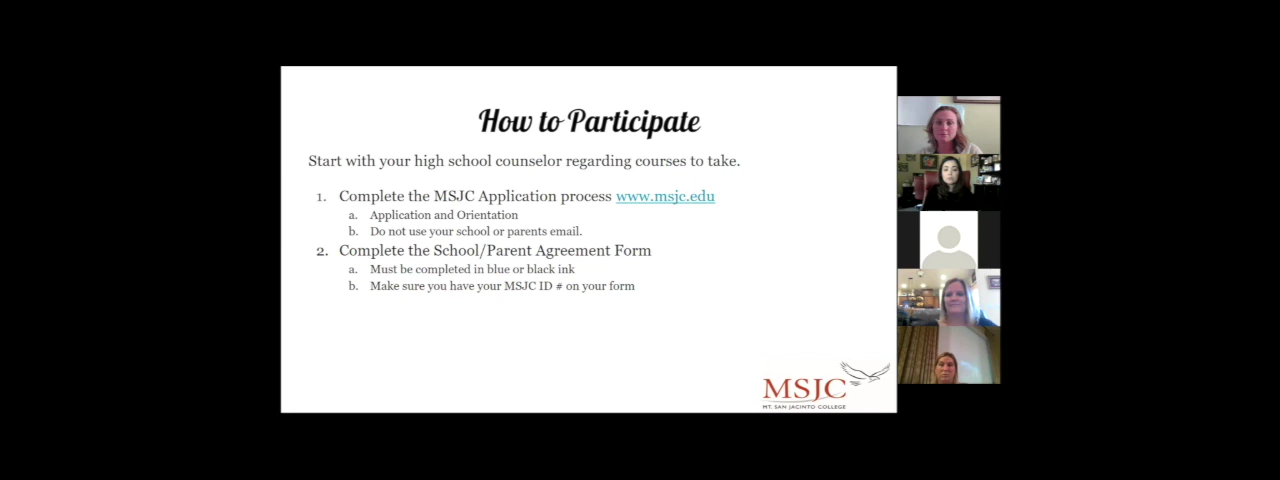 How to Participate
Start with your high school counselor regarding courses to take.
1. Complete the MSJC Application process www.msjc.edu
a. Application and Orientation
b. Do not use your school or parents email.
2. Complete the School/Parent Agreement Form
a. Must be completed in blue or black ink
b. Make sure you have your MSJC ID # on your form
MSJC
MT. SAN JACINTO COLLEGE